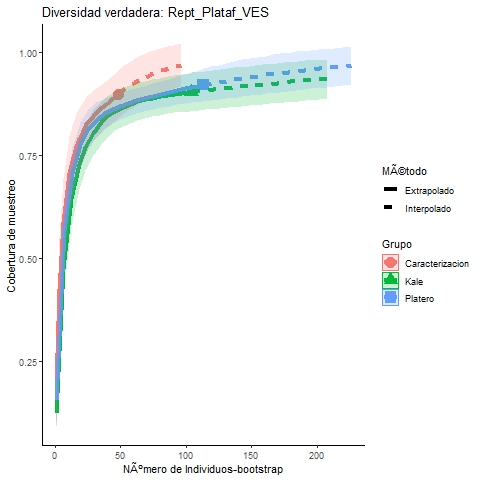 Diversidad verdadera: Rept_Plataf_VES
1.00
0.75
0.50
0.25
Cobertura de muestreo
0
50
100
150
200
NÃºmero de Individuos-bootstrap
MÃ©todo
Extrapolado
Interpolado
Grupo
Caracterizacion
Kale
Platero